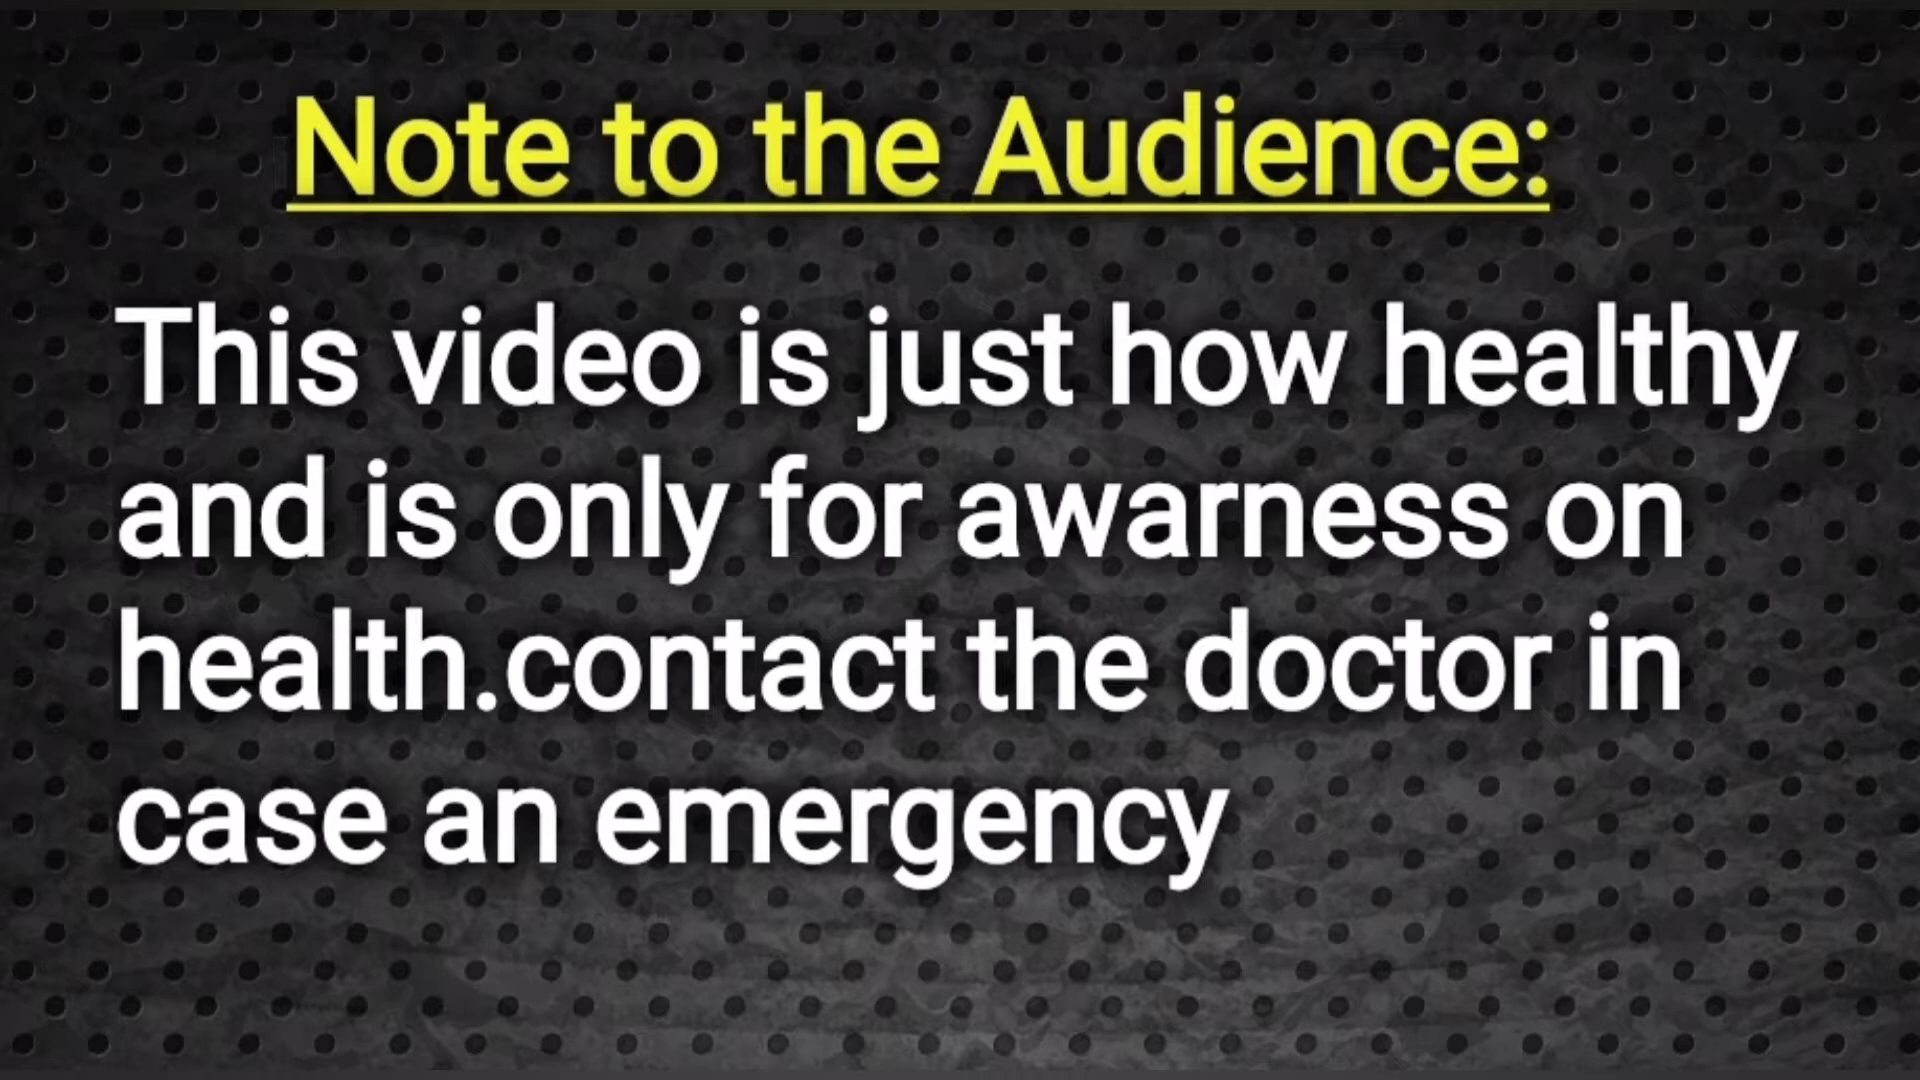 Note to the Audience:
This video is just how healthy
and is only for awarness on
health.contact the doctor in
case an emergency